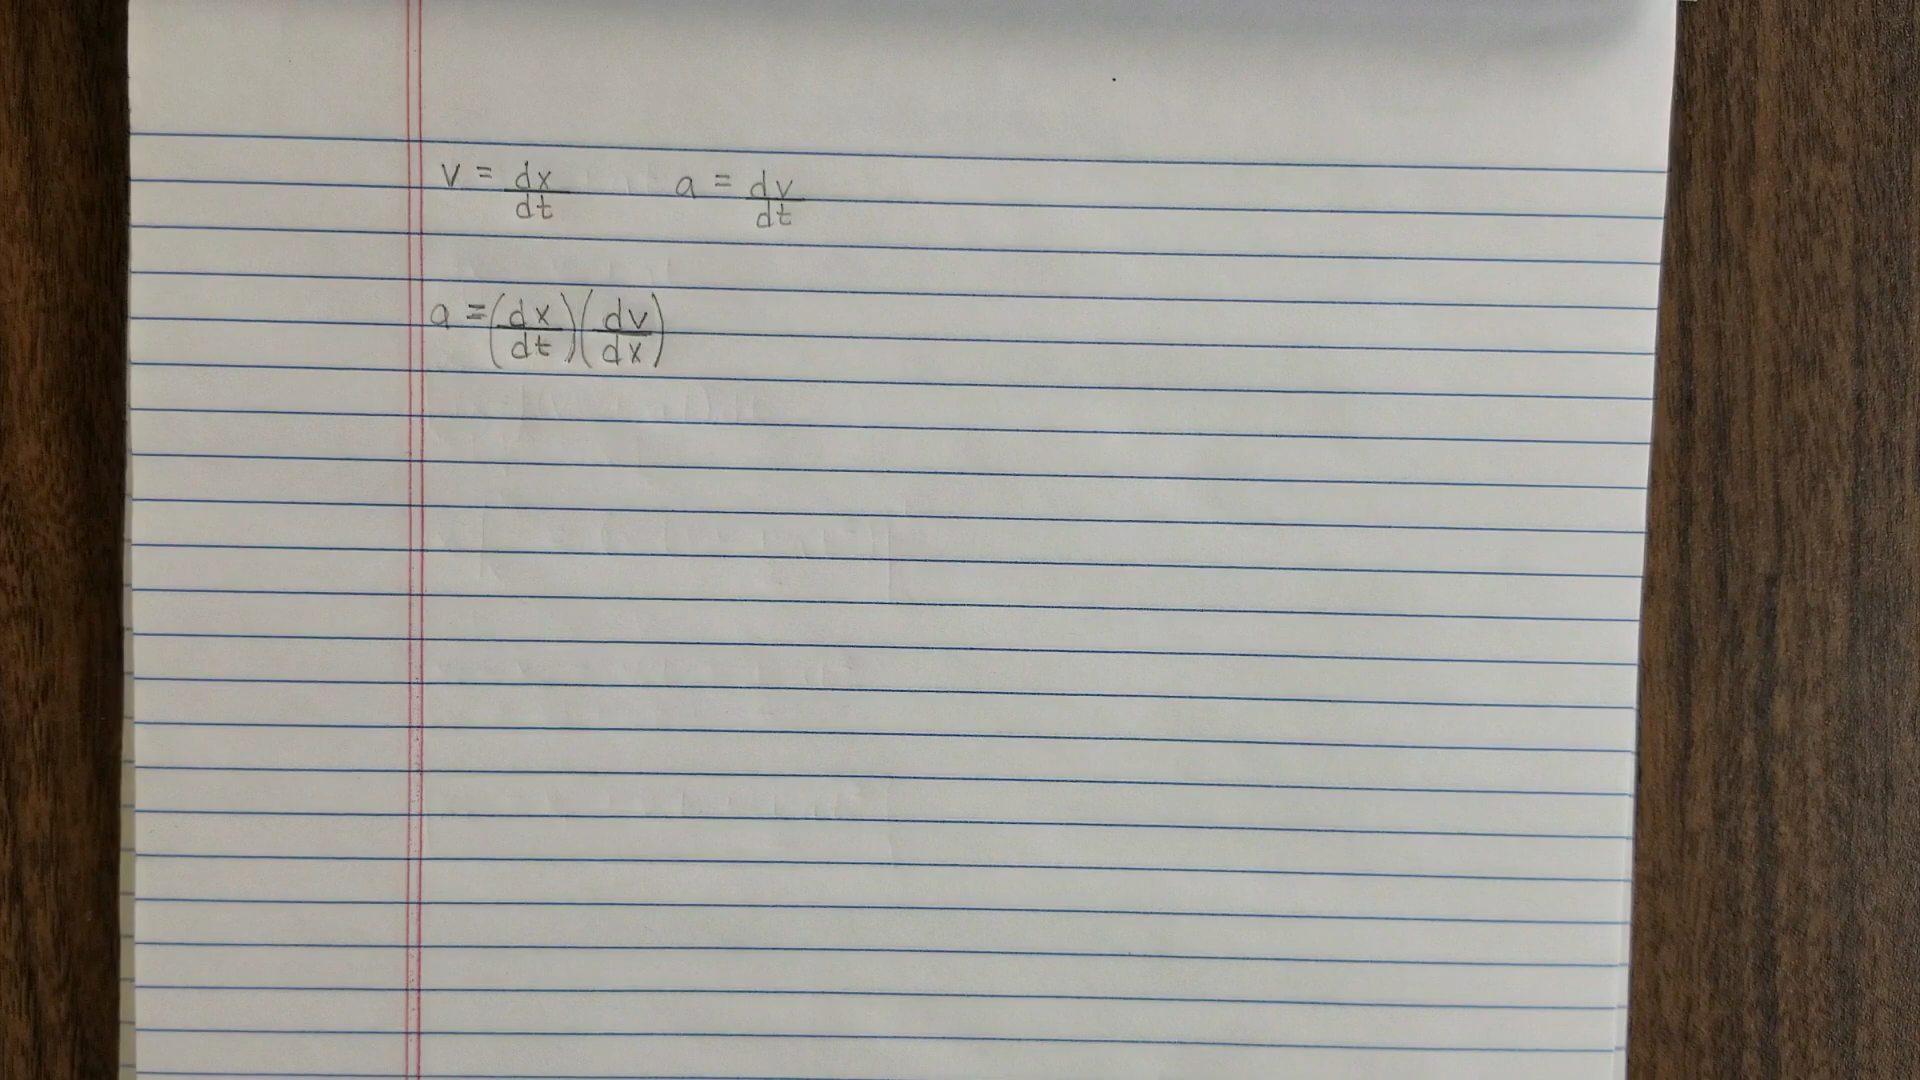 v = dx/dt a = dv/dt
a = (dx/dt)(dv/dx)